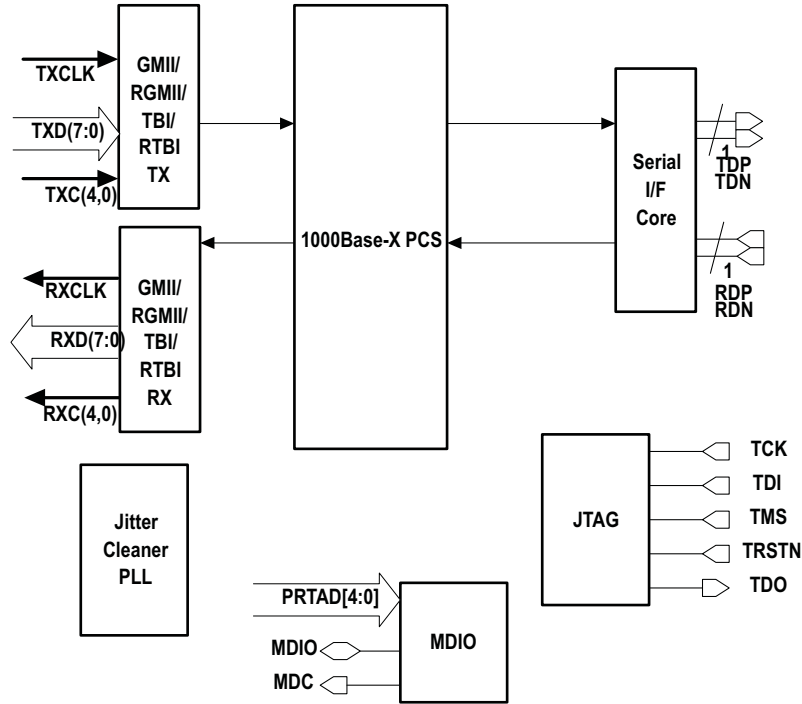 TXCLK
TXD(7:0)
TXC(4,0)
GMII/
RGMII/
TBI/
RTBI
TX
RXCLK
RXD(7:0)
RXC(4,0)
GMII/
RGMII/
TBI/
RTBI
RX
1000Base-X PCS
Serial
I/F
Core
1
TDP
TDN
1
RDP
RDN
Jitter
Cleaner
PLL
PRTAD[4:0]
MDIO
MDC
MDIO
JTAG
TCK
TDI
TMS
TRSTN
TDO